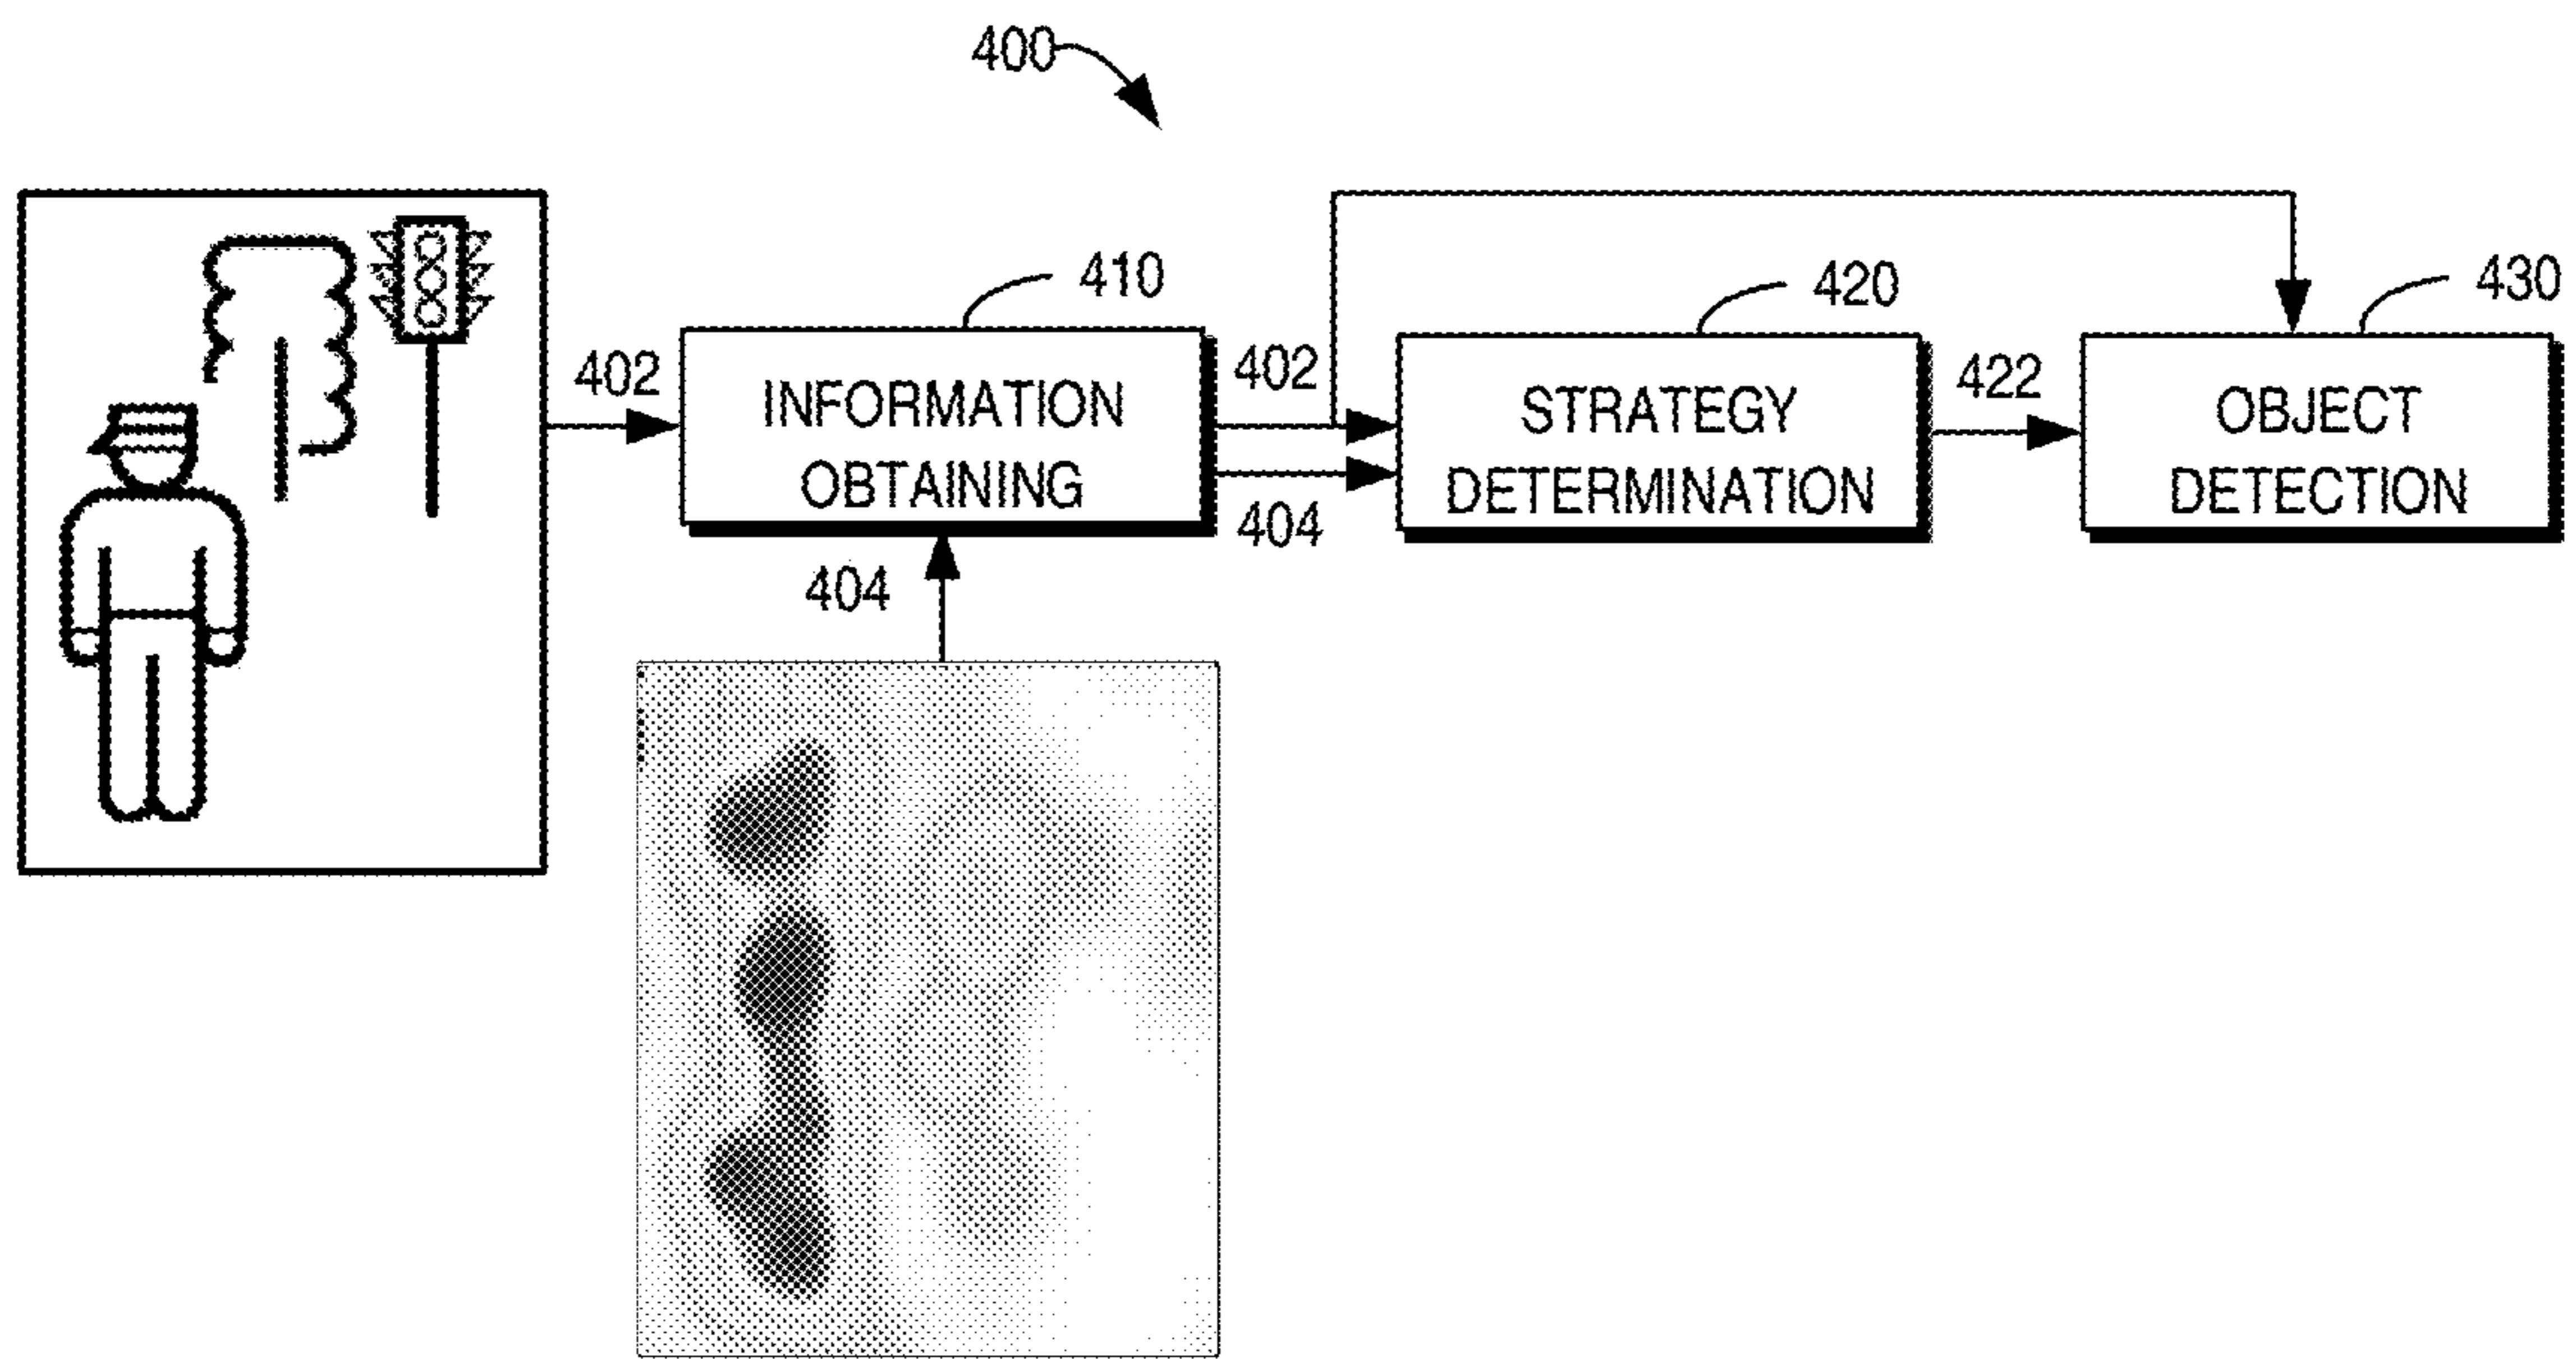 400
410
420
430
402
INFORMATION
OBTAINING
402
404
STRATEGY
DETERMINATION
422
OBJECT
DETECTION
404